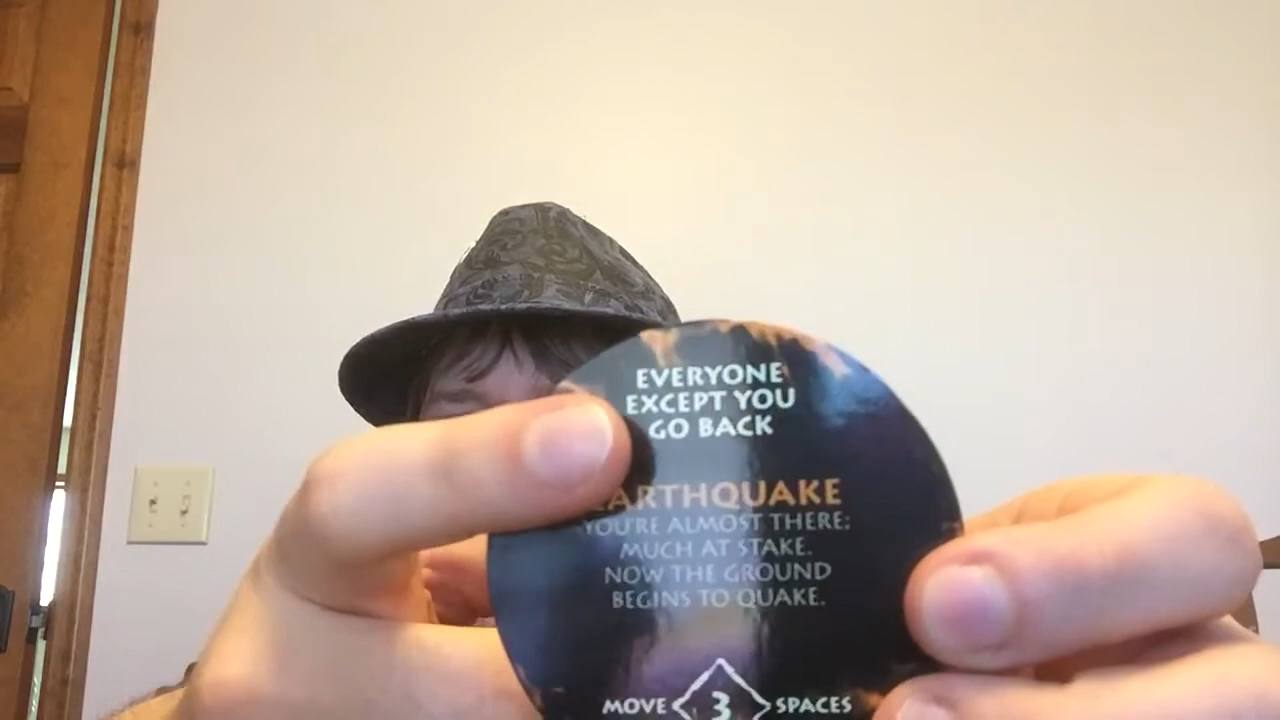 EVERYONE
EXCEPT YOU
GO BACK
EARTHQUAKE
YOU'RE ALMOST THERE;
MUCH AT STAKE.
NOW THE GROUND
BEGINS TO QUAKE.
MOVE 3 SPACES